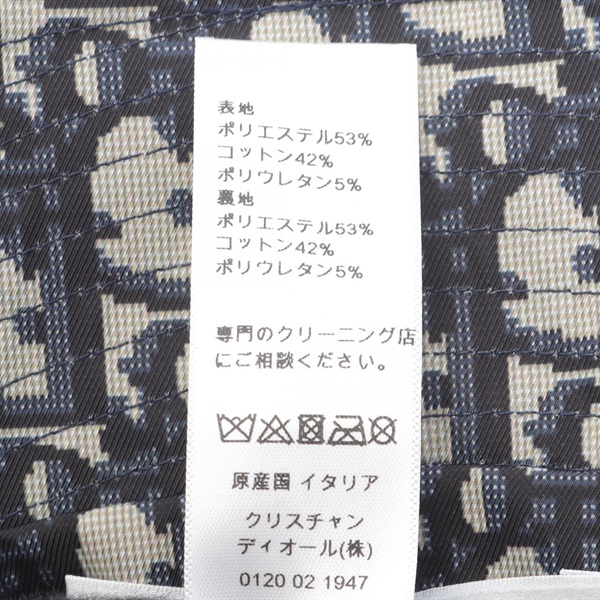 表地
ポリエステル53%
コットン42%
ポリウレタン5%
裏地
ポリエステル53%
コットン42%
ポリウレタン5%
専門のクリーニング店
にご相談ください。
原産国 イタリア
クリスチャン
ディオール(株)
0120 02 1947